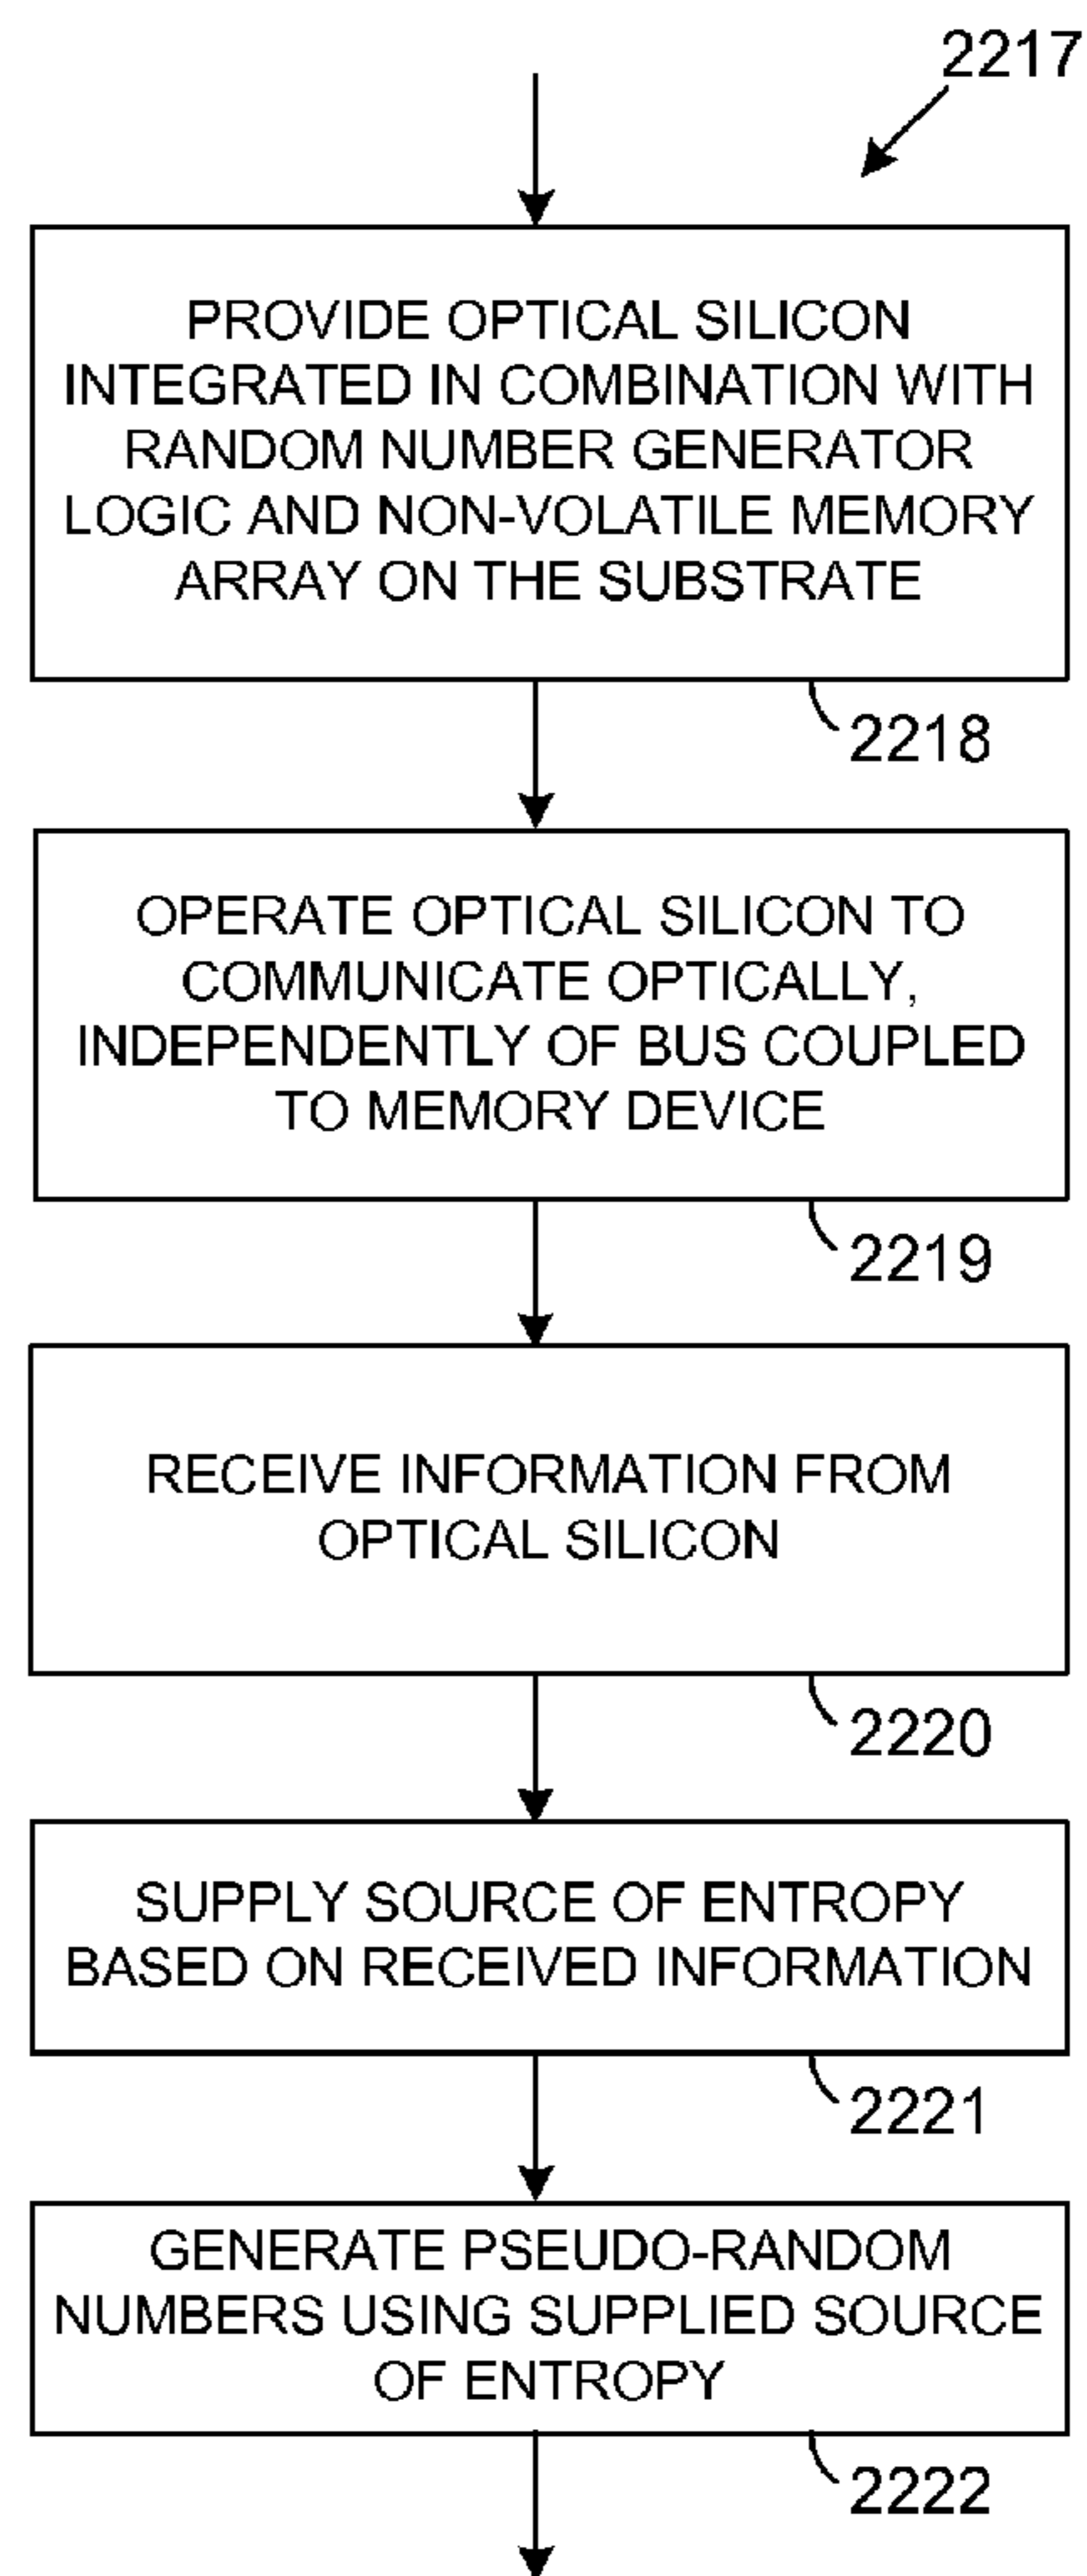 2217
PROVIDE OPTICAL SILICON
INTEGRATED IN COMBINATION WITH
RANDOM NUMBER GENERATOR
LOGIC AND NON-VOLATILE MEMORY
ARRAY ON THE SUBSTRATE
2218
OPERATE OPTICAL SILICON TO
COMMUNICATE OPTICALLY,
INDEPENDENTLY OF BUS COUPLED
TO MEMORY DEVICE
2219
RECEIVE INFORMATION FROM
OPTICAL SILICON
2220
SUPPLY SOURCE OF ENTROPY
BASED ON RECEIVED INFORMATION
2221
GENERATE PSEUDO-RANDOM
NUMBERS USING SUPPLIED SOURCE
OF ENTROPY
2222